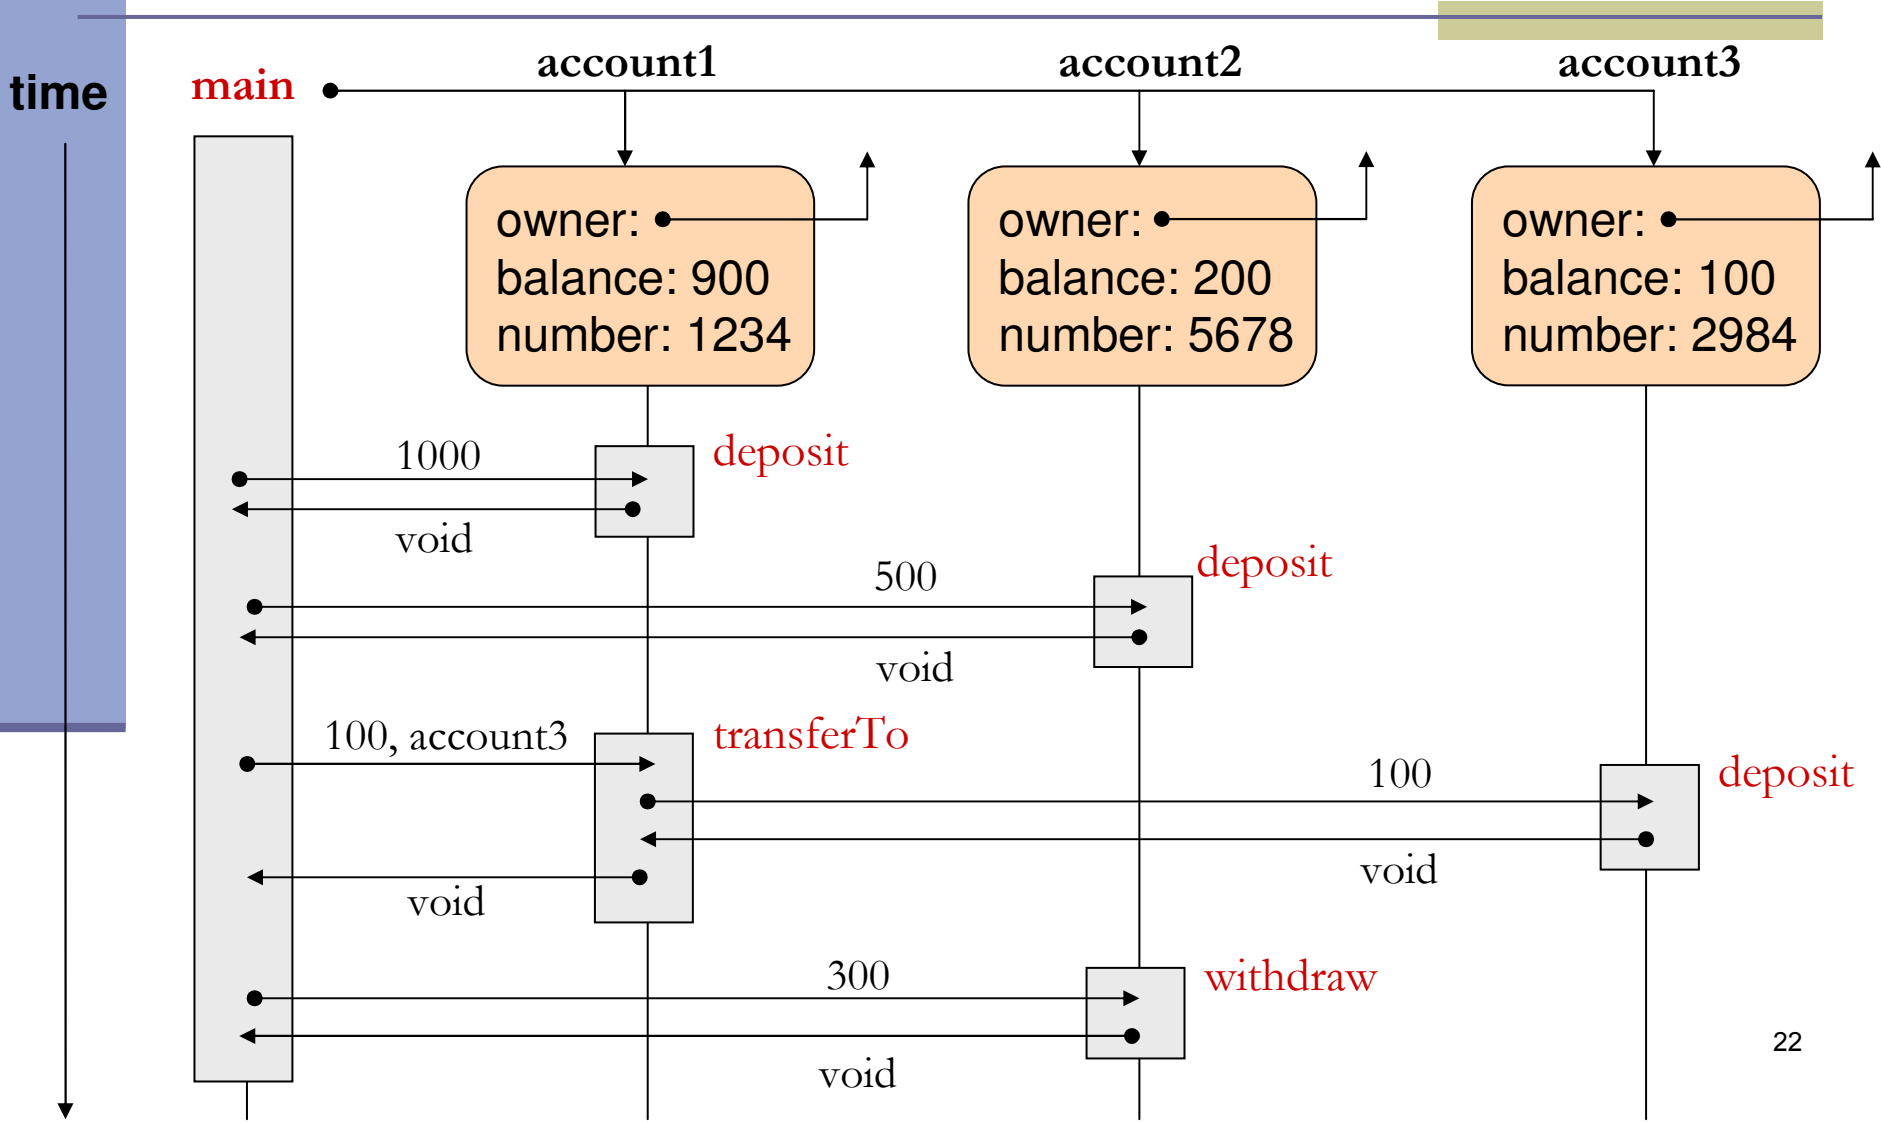 time
main
account1
account2
account3
owner:
balance: 900
number: 1234
owner:
balance: 200
number: 5678
owner:
balance: 100
number: 2984
1000
deposit
void
500
deposit
void
100, account3
transferTo
100
deposit
void
void
300
withdraw
void
22